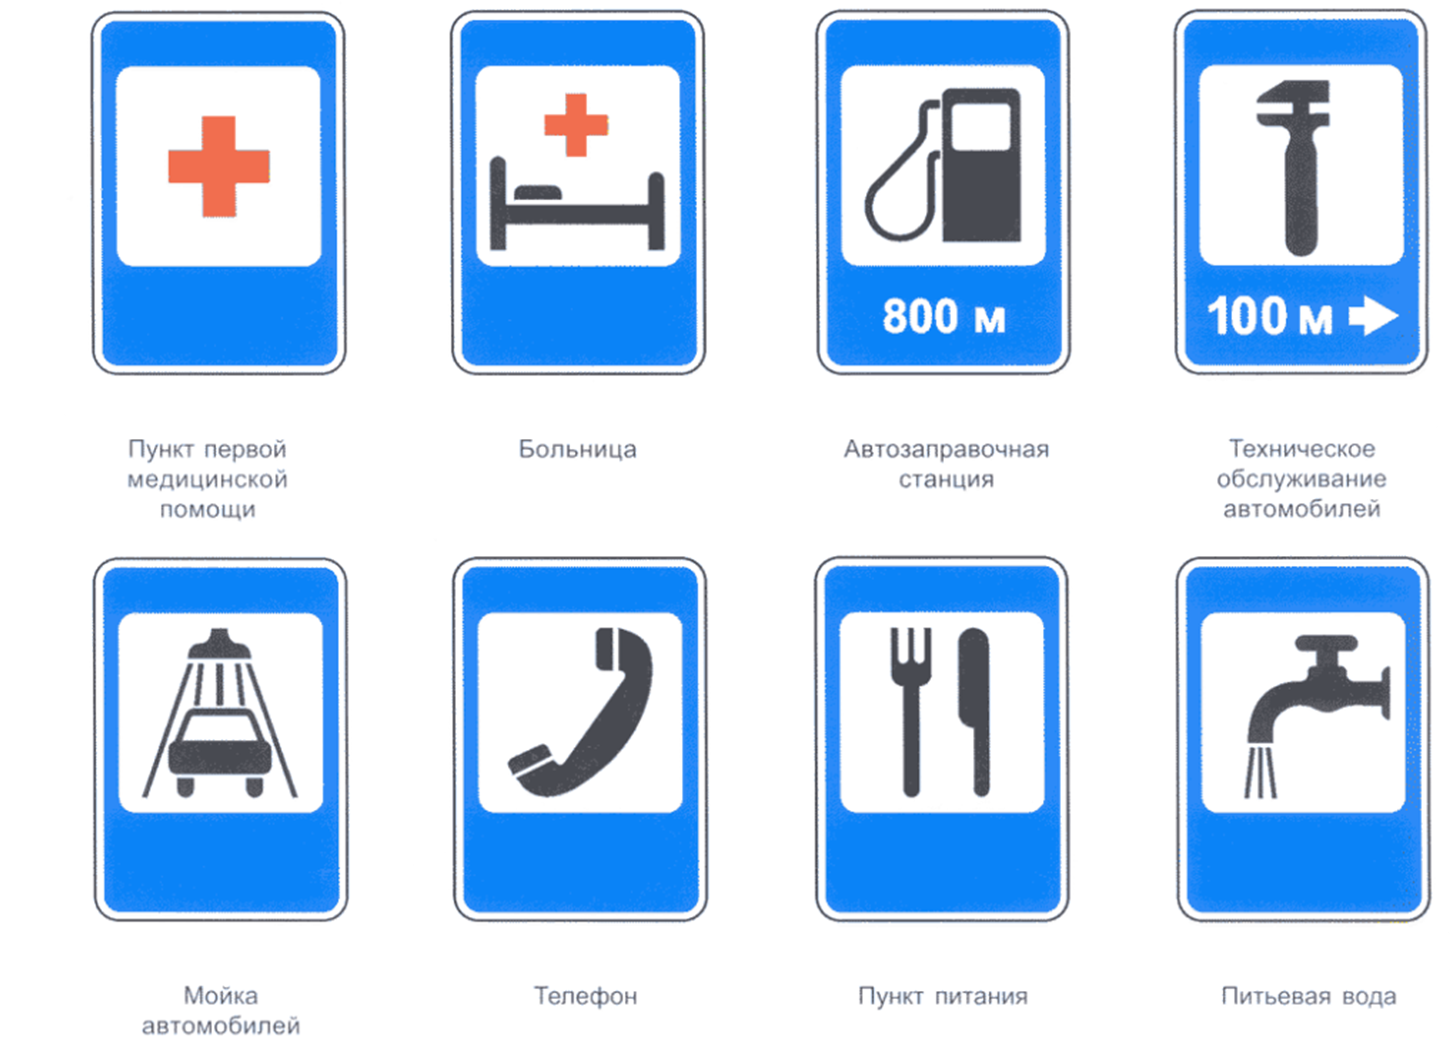 800 м
100 м
Пункт первой
медицинской
помощи
Больница
Автозаправочная
станция
Техническое
обслуживание
автомобилей
Мойка
автомобилей
Телефон
Пункт питания
Питьевая вода